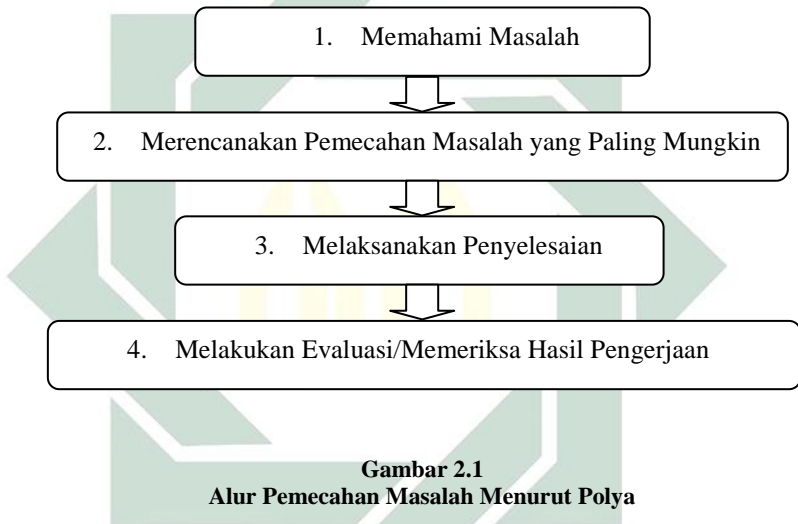 1. Memahami Masalah
2. Merencanakan Pemecahan Masalah yang Paling Mungkin
3. Melaksanakan Penyelesaian
4. Melakukan Evaluasi/Memeriksa Hasil Pengerjaan
Gambar 2.1
Alur Pemecahan Masalah Menurut Polya